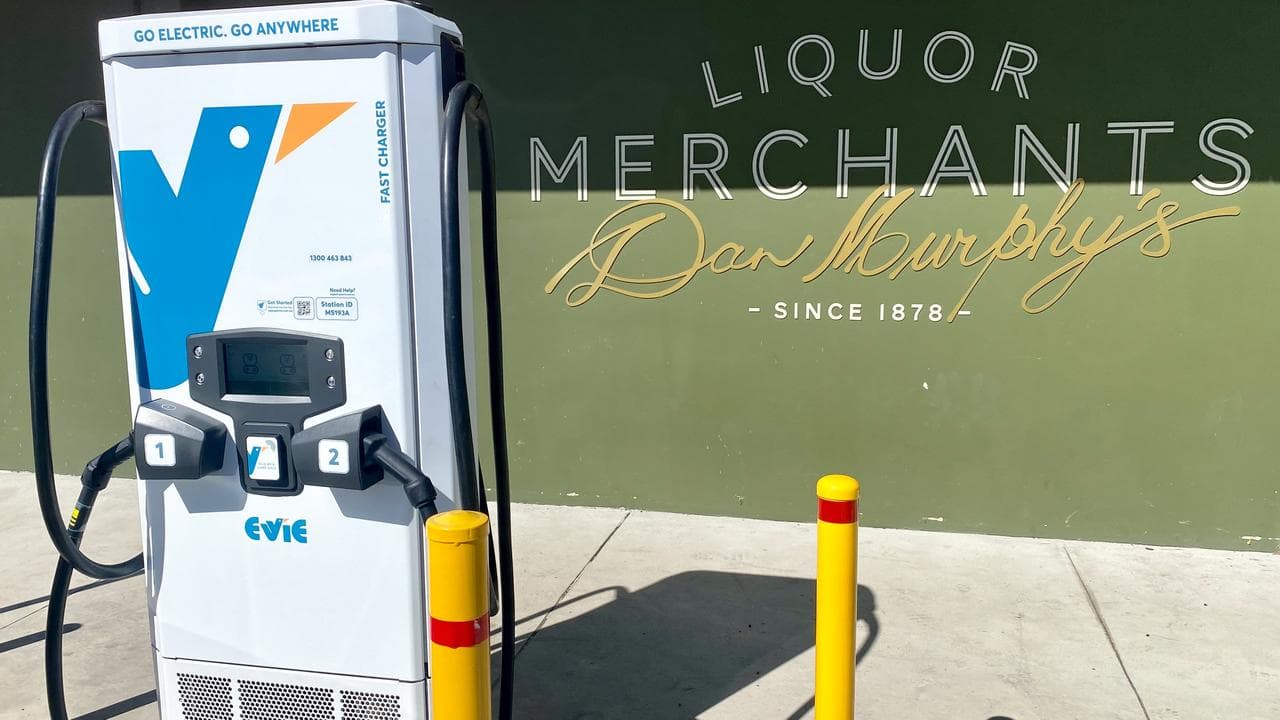 GO ELECTRIC. GO ANYWHERE
FAST CHARGER
1300 463 843
Need Help?
Get Started
Station ID
MS193A
1
2
EVIE
LIQUOR
MERCHANTS
Dan Murphy's
- SINCE 1878 -